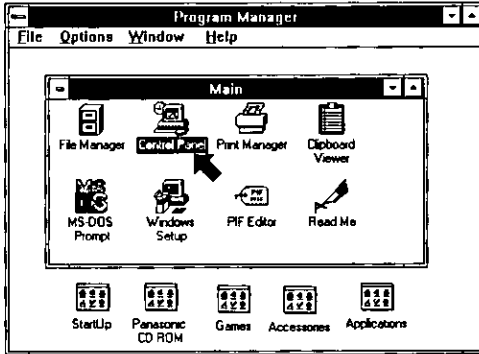 Program Manager
File Options Window Help
Main
File Manager Control Panel Print Manager Clipboard Viewer
MS-DOS Prompt Windows Setup PIF Editor Read Me
StartUp Panasonic CD ROM Games Accessories Applications